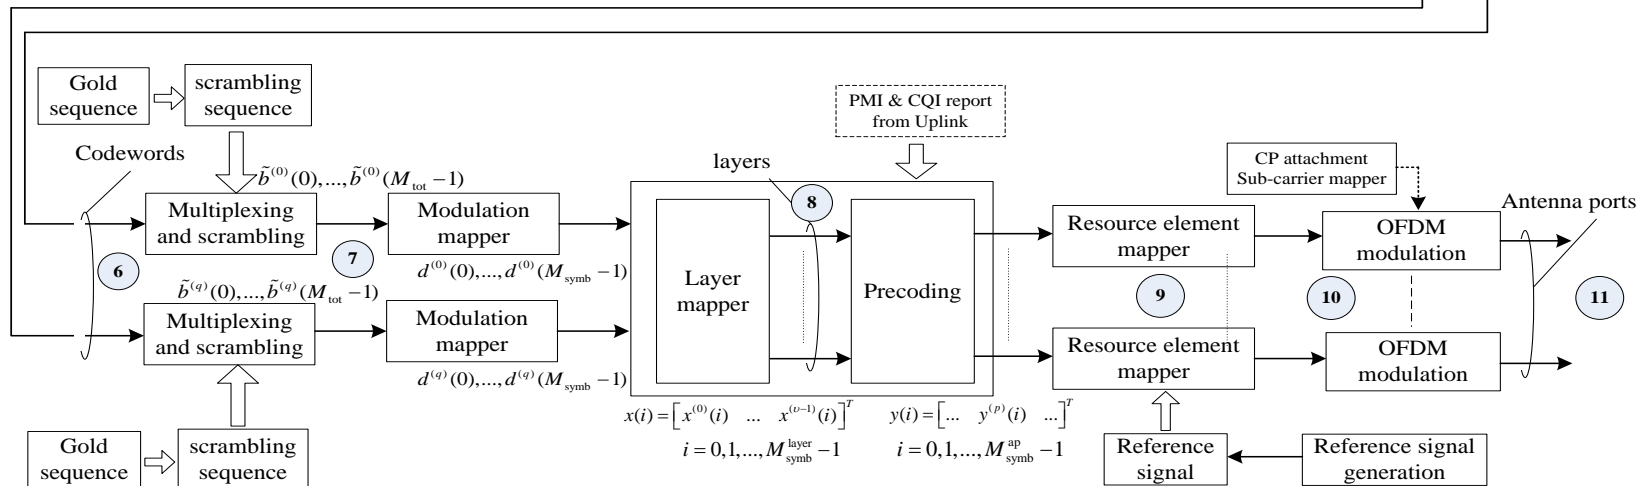 Gold
sequence
scrambling
sequence
PMI & CQI report
from Uplink
Codewords
layers
CP attachment
Sub-carrier mapper
Antenna ports
b̃^(0)(0),...,b̃^(0)(M_tot −1)
Multiplexing
and scrambling
Modulation
mapper
8
Resource element
mapper
OFDM
modulation
6
7
d^(0)(0),...,d^(0)(M_symb −1)
Layer
mapper
Precoding
9
10
11
b̃^(q)(0),...,b̃^(q)(M_tot −1)
Multiplexing
and scrambling
Modulation
mapper
Resource element
mapper
OFDM
modulation
d^(q)(0),...,d^(q)(M_symb −1)
x(i) = [x^(0)(i) ... x^(υ−1)(i)]^T
y(i) = [... y^(p)(i) ...]^T
i = 0,1,...,M_symb^layer −1
i = 0,1,...,M_symb^ap −1
Gold
sequence
scrambling
sequence
Reference
signal
Reference signal
generation